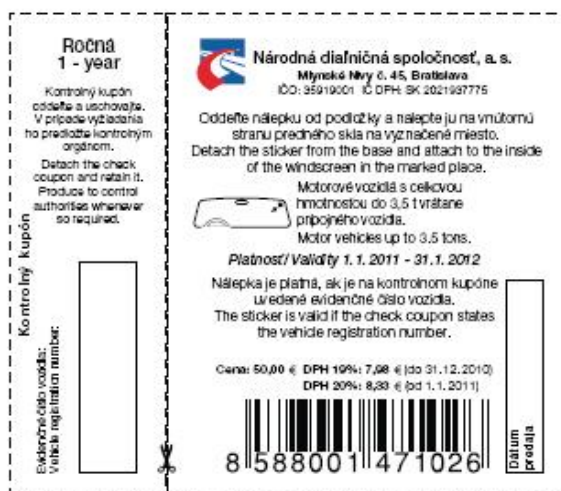 Ročná
1 - year
Kontrolný kupón
oddeľte a uschovajte.
V prípade vyžiadania
ho predložte kontrolným
orgánom.
Detach the check
coupon and retain it.
Produce to control
authorities whenever
so required.
Kontrolný kupón
Evidenčné číslo vozidla:
Vehicle registration number:
Národná diaľničná spoločnosť, a. s.
Mlynské Nivy č. 45, Bratislava
IČO: 35919001 IČ DPH: SK 2021937775
Oddeľte nálepku od podložky a nalepte ju na vnútornú
stranu predného skla na vyznačené miesto.
Detach the sticker from the base and attach to the inside
of the windscreen in the marked place.
Motorové vozidlá s celkovou
hmotnosťou do 3,5 t vrátane
prípojného vozidla.
Motor vehicles up to 3,5 tons.
Platnosť/Validity 1. 1. 2011 - 31. 1. 2012
Nálepka je platná, ak je na kontrolnom kupóne
uvedené evidenčné číslo vozidla.
The sticker is valid if the check coupon states
the vehicle registration number.
Cena: 50,00 € DPH 19%: 7,98 € (do 31.12.2010)
DPH 20%: 8,33 € (od 1.1.2011)
8 588001 471026
Dátum
predaja